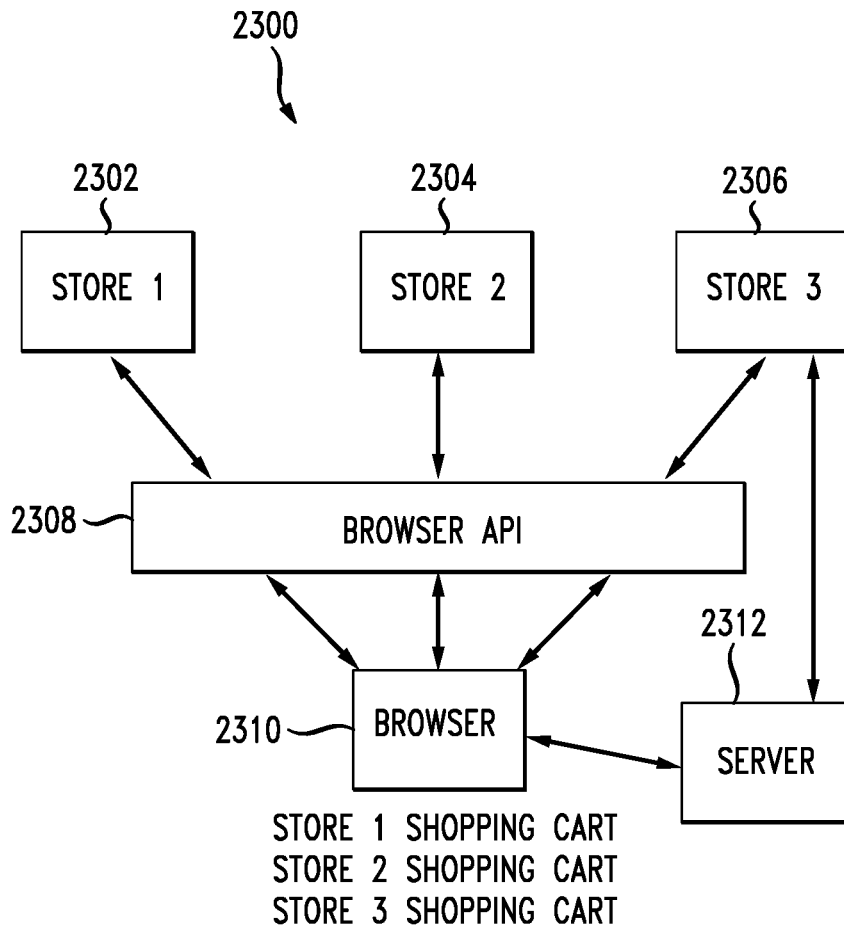 2300
2302
2304
2306
STORE 1
STORE 2
STORE 3
2308
BROWSER API
2312
2310
BROWSER
SERVER
STORE 1 SHOPPING CART
STORE 2 SHOPPING CART
STORE 3 SHOPPING CART